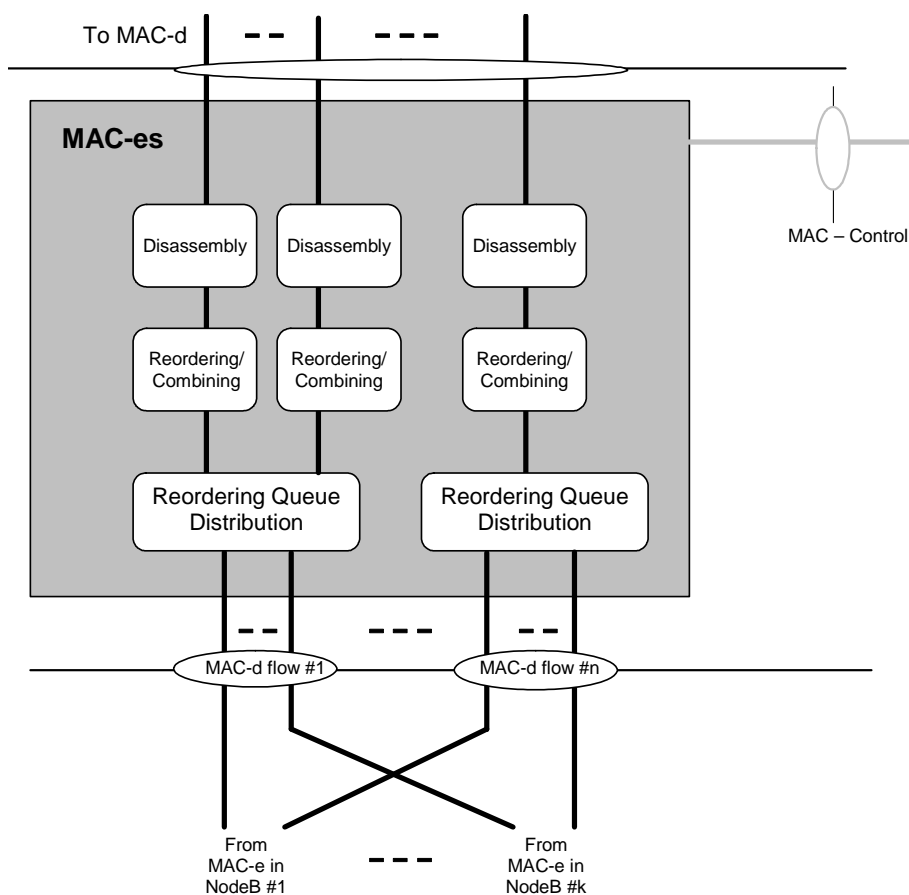 To MAC-d
MAC-es
MAC – Control
Disassembly
Disassembly
Disassembly
Reordering/
Combining
Reordering/
Combining
Reordering/
Combining
Reordering Queue
Distribution
Reordering Queue
Distribution
MAC-d flow #1
MAC-d flow #n
From
MAC-e in
NodeB #1
From
MAC-e in
NodeB #k